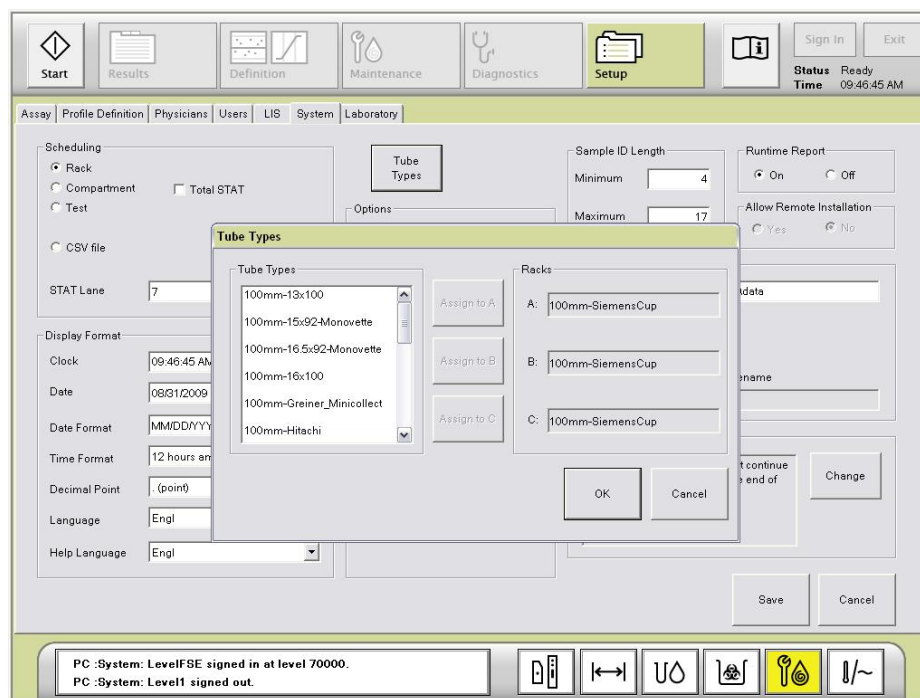 Start
Results
Definition
Maintenance
Diagnostics
Setup
Sign In
Exit
Status Ready
Time 09:46:45 AM
Assay
Profile Definition
Physicians
Users
LIS
System
Laboratory
Scheduling
Rack
Compartment
Total STAT
Test
CSV file
STAT Lane 7
Display Format
Clock 09:46:45 AM
Date 08/31/2009
Date Format
Time Format 12 hours am
Decimal Point . (point)
Language Engl
Help Language Engl
Tube
Types
Options
Sample ID Length
Minimum 4
Maximum 17
Runtime Report
On Off
Allow Remote Installation
Yes No
Tube Types
Tube Types
100mm-13x100
100mm-15x92-Monovette
100mm-16.5x92-Monovette
100mm-16x100
100mm-Greiner_Minicollect
100mm-Hitachi
Assign to A
Assign to B
Assign to C
Racks
A: 100mm-SiemensCup
B: 100mm-SiemensCup
C: 100mm-SiemensCup
OK
Cancel
t continue
end of
Change
Save
Cancel
PC :System: LevelFSE signed in at level 70000.
PC :System: Level1 signed out.